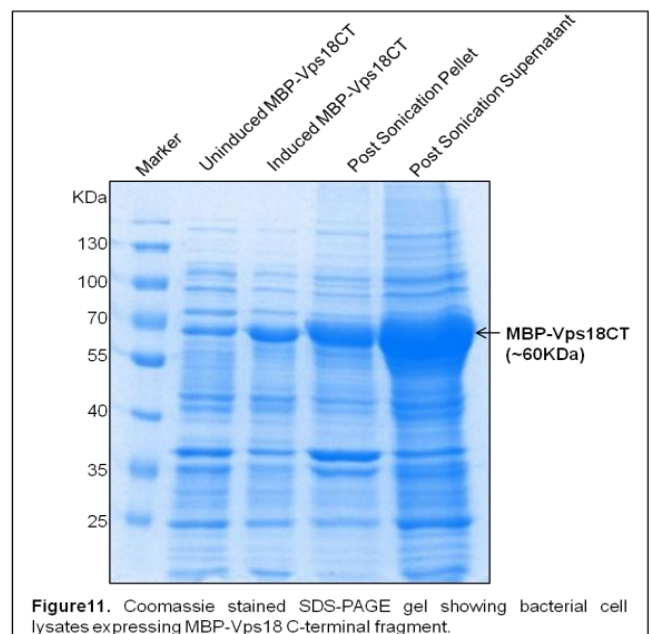 Marker
Uninduced MBP-Vps18CT
Induced MBP-Vps18CT
Post Sonication Pellet
Post Sonication Supernatant
KDa
130
100
70
55
40
35
25
MBP-Vps18CT
(~60KDa)
Figure11. Coomassie stained SDS-PAGE gel showing bacterial cell
lysates expressing MBP-Vps18 C-terminal fragment.